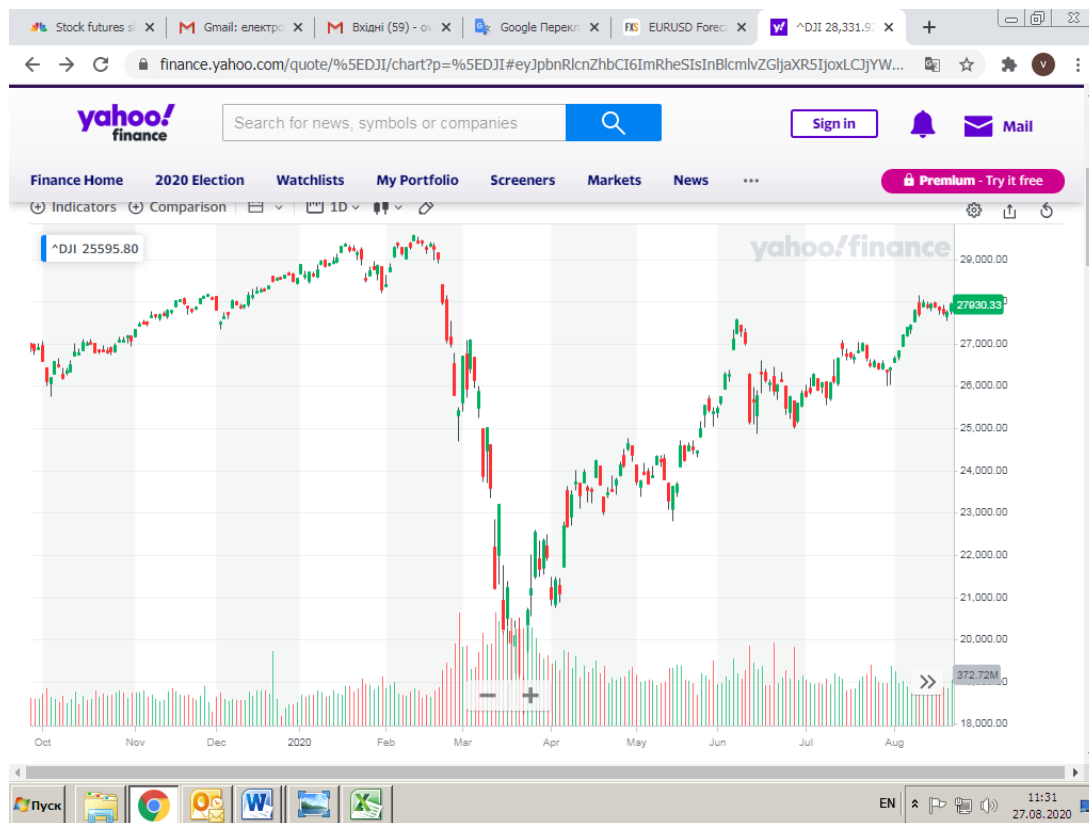 Stock futures sl
Gmail: електро
Вхідні (59) - ov
Google Перекл
FXS EURUSD Foreca
y! ^DJI 28,331.92
finance.yahoo.com/quote/%5EDJI/chart?p=%5EDJI#eyJpbnRlcnZhbCI6ImRheSIsInBlcmlvZGljaXR5IjoxLCJjYW...
v
yahoo!
finance
Search for news, symbols or companies
Sign in
Mail
Finance Home 2020 Election Watchlists My Portfolio Screeners Markets News ...
Premium - Try it free
Indicators Comparison 1D
^DJI 25595.80
yahoo!finance
29,000.00
27930.33
27,000.00
26,000.00
25,000.00
24,000.00
23,000.00
22,000.00
21,000.00
20,000.00
372.72M
18,000.00
Oct Nov Dec 2020 Feb Mar Apr May Jun Jul Aug
Пуск
EN
11:31
27.08.2020